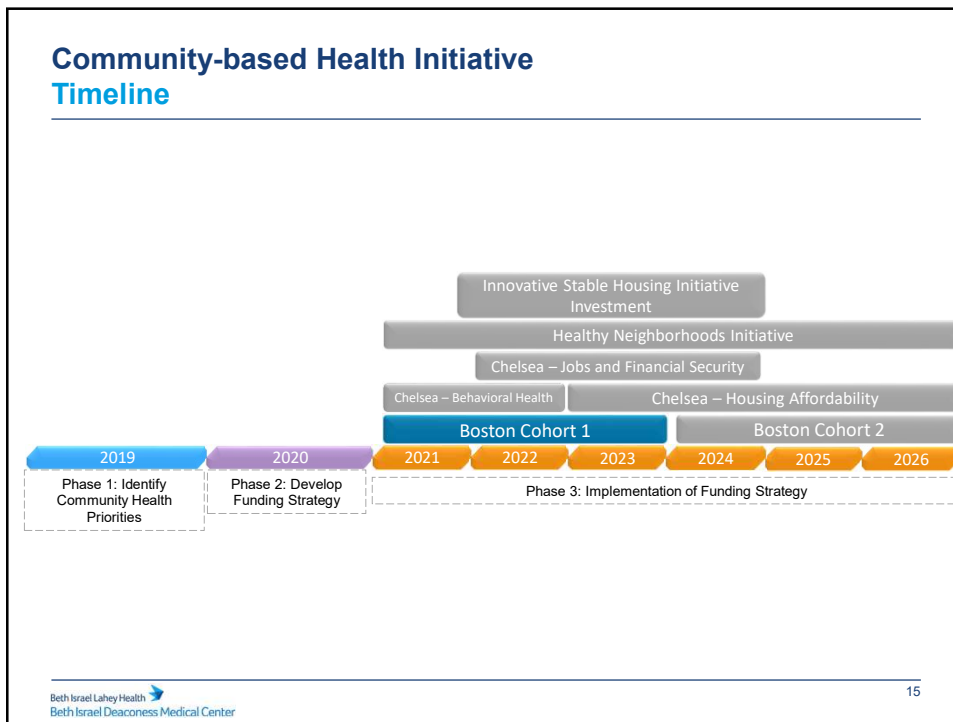 Community-based Health Initiative
Timeline
Innovative Stable Housing Initiative
Investment
Healthy Neighborhoods Initiative
Chelsea – Jobs and Financial Security
Chelsea – Behavioral Health
Chelsea – Housing Affordability
Boston Cohort 1
Boston Cohort 2
2019
2020
2021
2022
2023
2024
2025
2026
Phase 1: Identify
Community Health
Priorities
Phase 2: Develop
Funding Strategy
Phase 3: Implementation of Funding Strategy
Beth Israel Lahey Health
Beth Israel Deaconess Medical Center
15